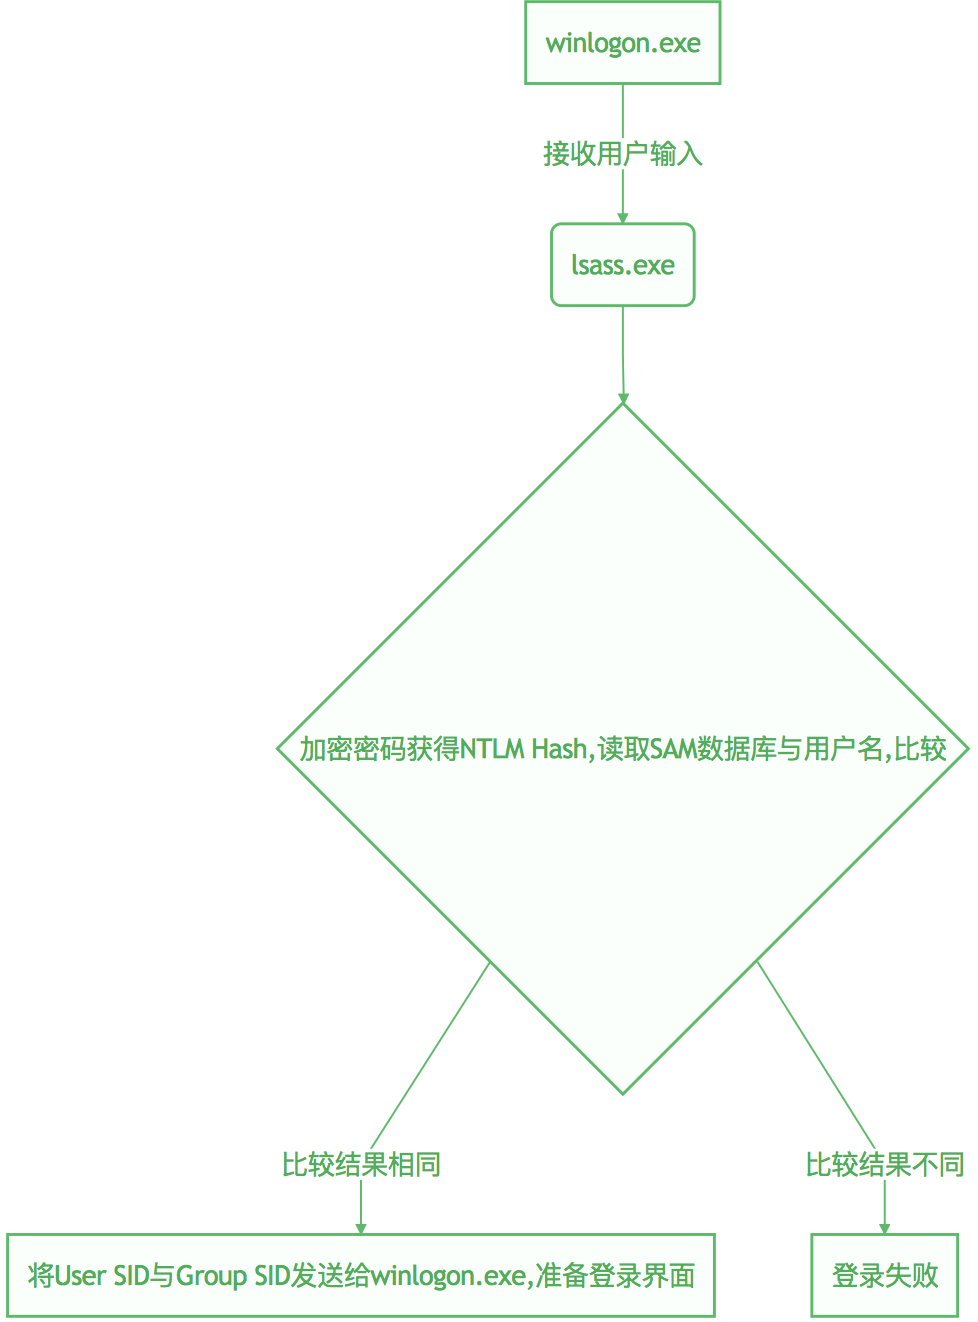 winlogon.exe
接收用户输入
lsass.exe
加密密码获得NTLM Hash,读取SAM数据库与用户名,比较
比较结果相同
比较结果不同
将User SID与Group SID发送给winlogon.exe,准备登录界面
登录失败